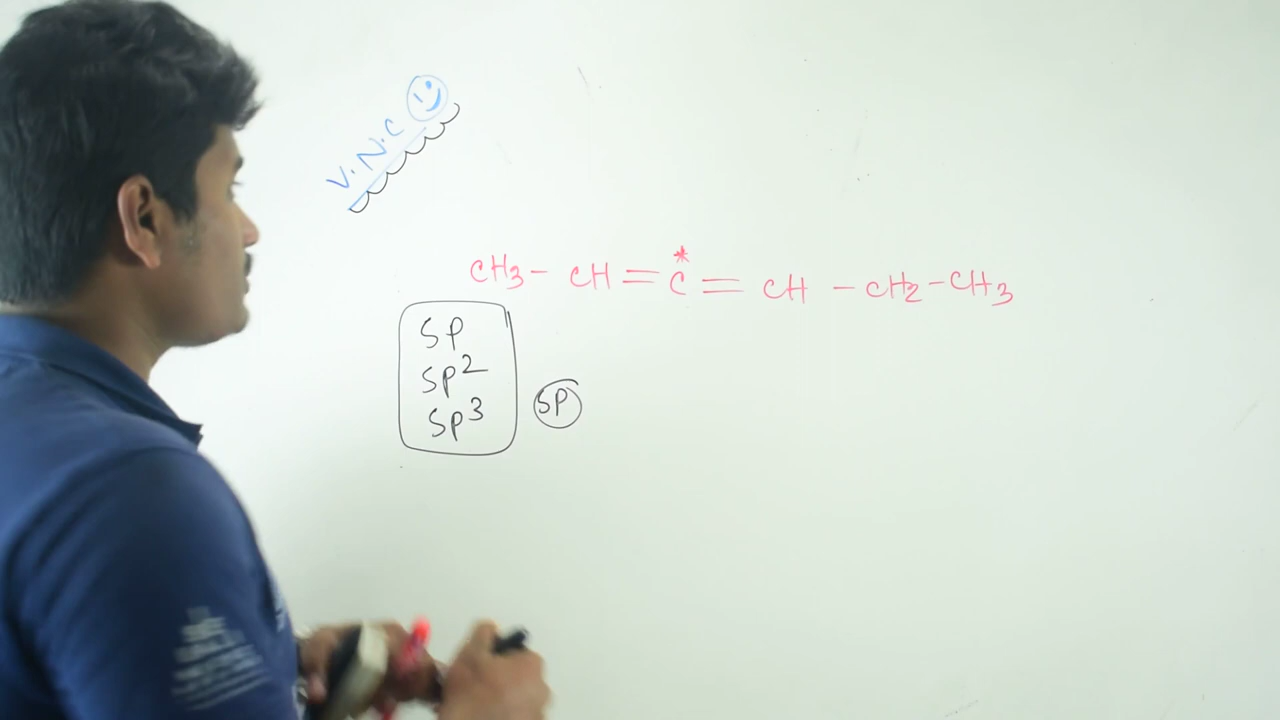 V.N.C
*
CH3 - CH = C = CH - CH2 - CH3
SP
SP²
SP³
SP